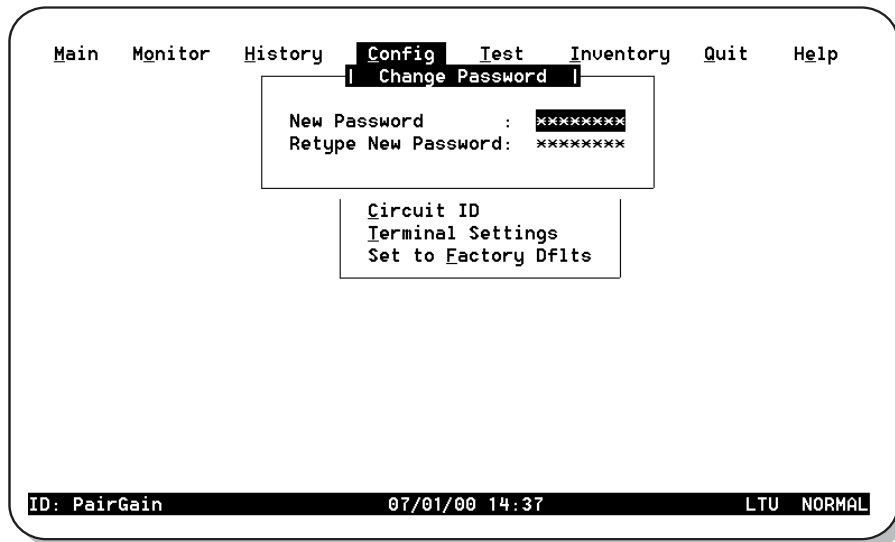 Main Monitor History Config Test Inventory Quit Help
Change Password
New Password : ********
Retype New Password: ********
Circuit ID
Terminal Settings
Set to Factory Dflts
ID: PairGain 07/01/00 14:37 LTU NORMAL